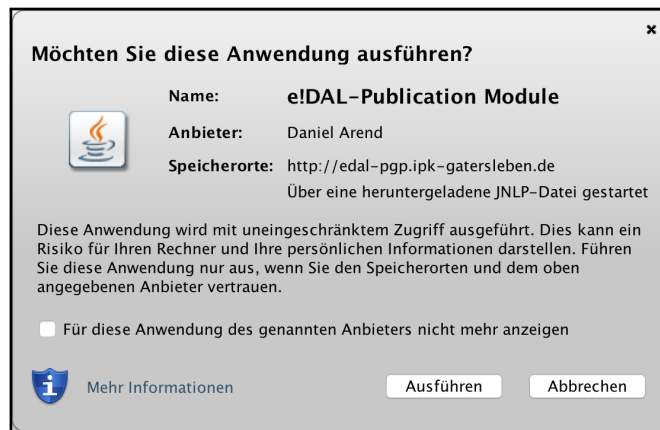 Möchten Sie diese Anwendung ausführen?
Name: e!DAL-Publication Module
Anbieter: Daniel Arend
Speicherorte: http://edal-pgp.ipk-gatersleben.de
Über eine heruntergeladene JNLP-Datei gestartet
Diese Anwendung wird mit uneingeschränktem Zugriff ausgeführt. Dies kann ein
Risiko für Ihren Rechner und Ihre persönlichen Informationen darstellen. Führen
Sie diese Anwendung nur aus, wenn Sie den Speicherorten und dem oben
angegebenen Anbieter vertrauen.
Für diese Anwendung des genannten Anbieters nicht mehr anzeigen
Mehr Informationen Ausführen Abbrechen